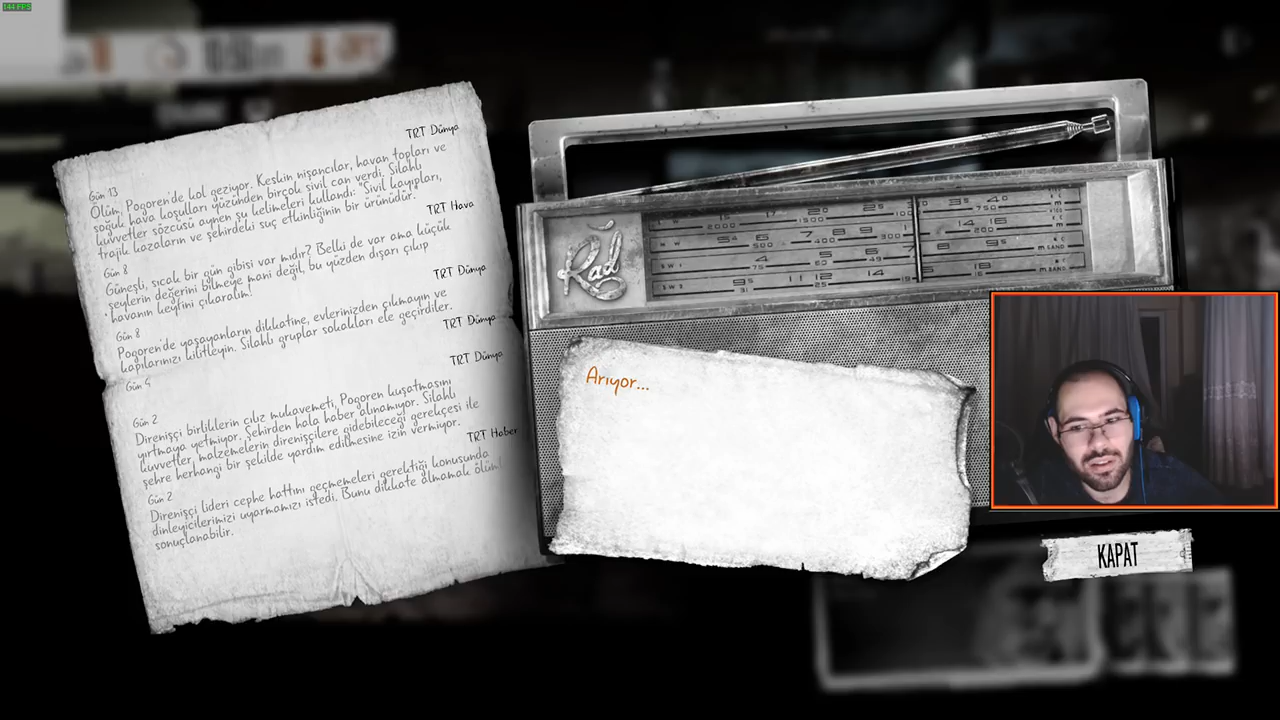 144 FPS
TRT Dünya
Gün 13
Ölüm, Pogoren'de kol geziyor. Keskin nişancılar, havan topları ve
soğuk hava koşulları yüzünden birçok sivil can verdi. Silahlı
kuvvetler sözcüsü aynen şu kelimeleri kullandı: "Sivil kayıpları,
trajik kazaların ve şehirdeki suç etkinliğinin bir ürünüdür."
TRT Hava
Gün 8
Güneşli, sıcak bir gün gibisi var mıdır? Belki de var ama küçük
şeylerin değerini bilmeye mani değil, bu yüzden dışarı çıkıp
havanın keyfini çıkaralım!
TRT Dünya
Gün 8
Pogoren'de yaşayanların dikkatine, evlerinizden çıkmayın ve
kapılarınızı kilitleyin. Silahlı gruplar sokakları ele geçirdiler.
TRT Dünya
Gün 4
TRT Dünya
Gün 2
Direnişçi birliklerin cılız mukavemeti, Pogoren kuşatmasını
yırtmaya yetmiyor. Şehirden hala haber alınamıyor. Silahlı
kuvvetler, malzemelerin direnişçilere gidebileceği gerekçesi ile
şehre herhangi bir şekilde yardım edilmesine izin vermiyor.
TRT Haber
Gün 2
Direnişçi lideri cephe hattını geçmemeleri gerektiği konusunda
dinleyicilerimizi uyarmamızı istedi. Bunu dikkate almamak ölüml
sonuçlanabilir.
Rad
Arıyor...
KAPAT